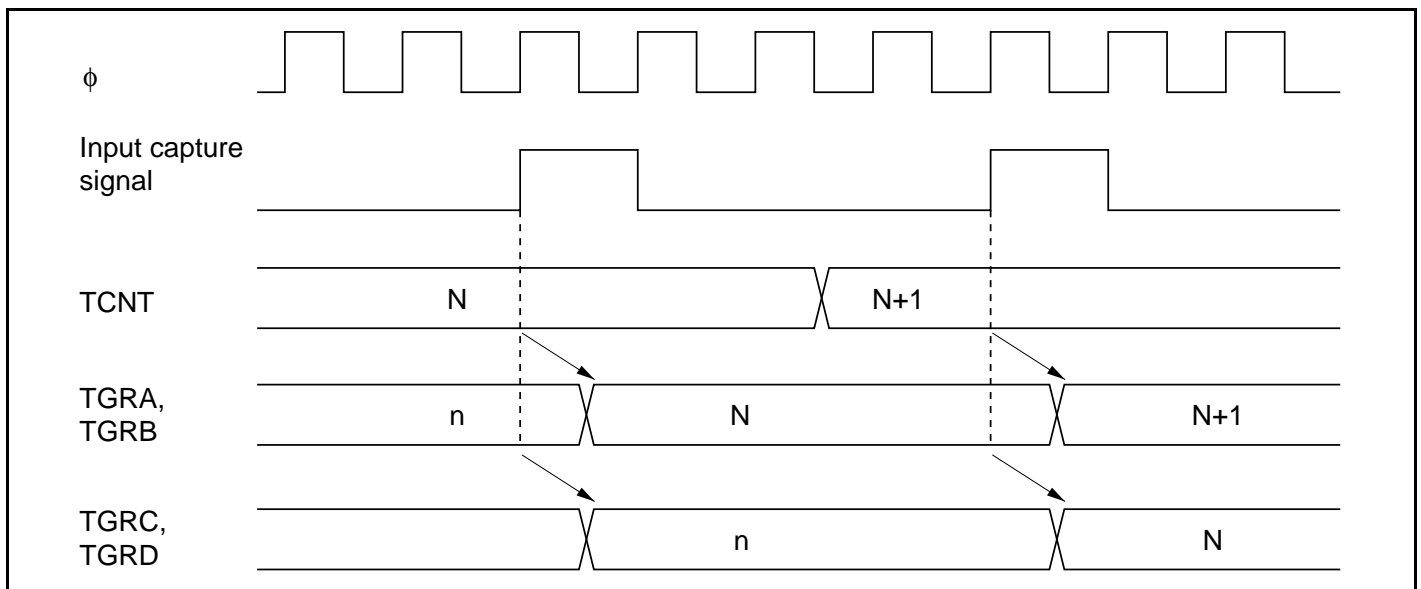 ϕ
Input capture
signal
TCNT
N
N+1
TGRA,
TGRB
n
N
N+1
TGRC,
TGRD
n
N